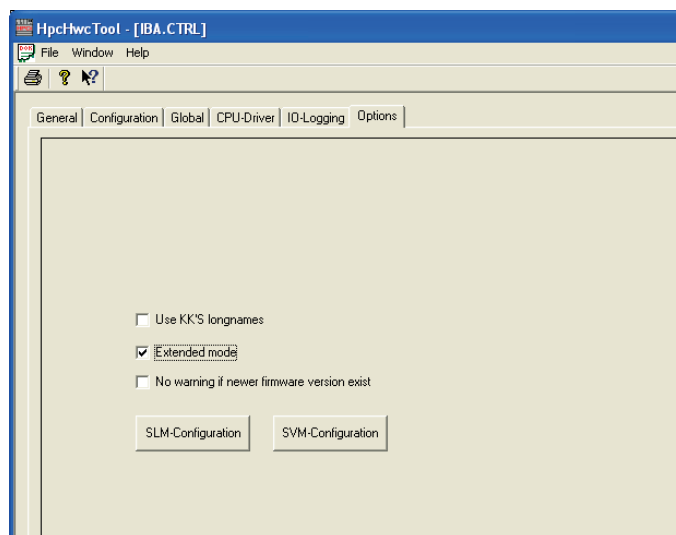 HpcHwcTool - [IBA.CTRL]
File Window Help
General Configuration Global CPU-Driver IO-Logging Options
Use KK'S longnames
Extended mode
No warning if newer firmware version exist
SLM-Configuration SVM-Configuration